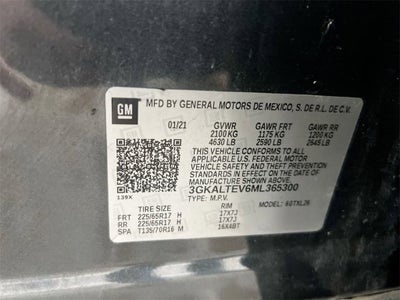 GM
MFD BY GENERAL MOTORS DE MEXICO, S. DE R.L. DE C.V.
01/21 GVWR GAWR FRT GAWR RR
2100 KG 1175 KG 1200 KG
4630 LB 2590 LB 2645 LB
THIS VEHICLE CONFORMS TO ALL
APPLICABLE U.S. FEDERAL MOTOR
VEHICLE SAFETY AND THEFT PREVENTION
STANDARDS IN EFFECT ON THE DATE OF
MANUFACTURE SHOWN ABOVE.
3GKALTEV6ML365300
139X TYPE: M.P.V. MODEL: 6GTXL26
TIRE SIZE SPEED RTG RIM
FRT 225/65R17 H 17X7J
RR 225/65R17 H 17X7J
SPA T135/70R16 M 16X4BT